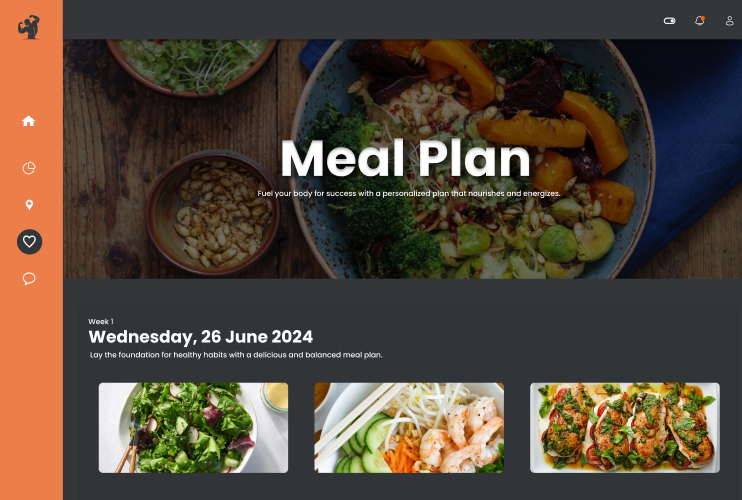 Meal Plan
Fuel your body for success with a personalized plan that nourishes and energizes.
Week 1
Wednesday, 26 June 2024
Lay the foundation for healthy habits with a delicious and balanced meal plan.